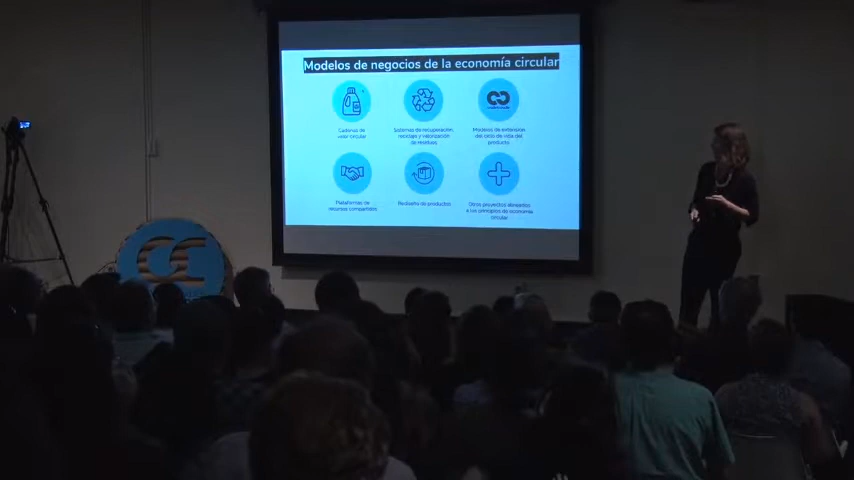 Modelos de negocios de la economía circular
Cadenas de
valor circular
Sistemas de recuperación,
reciclaje y valorización
de residuos
Modelos de extensión
del ciclo de vida del
producto
Plataformas de
recursos compartidos
Rediseño de productos
Otros proyectos alineados
a los principios de economía
circular